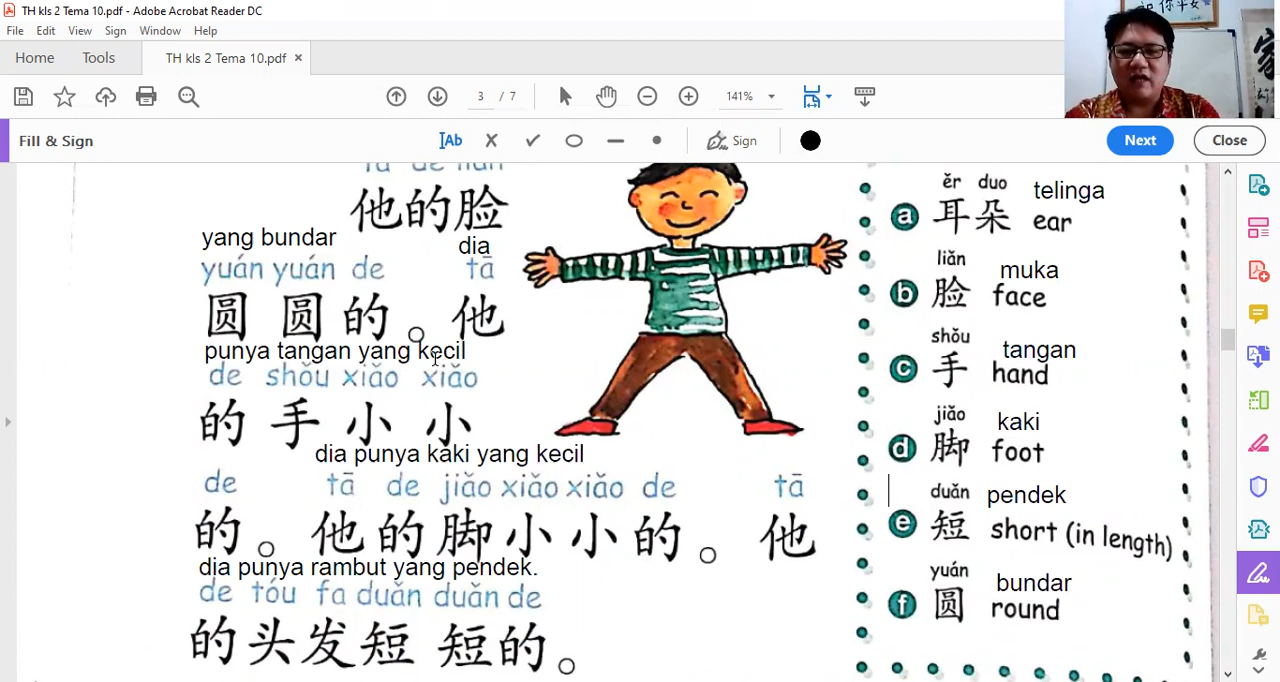 TH kls 2 Tema 10.pdf - Adobe Acrobat Reader DC
File Edit View Sign Window Help
Home Tools TH kls 2 Tema 10.pdf ×
3 / 7 141%
Fill & Sign
Ab Sign Next Close
他的脸
yang bundar dia
yuán yuán de tā
圆圆的。他
punya tangan yang kecil
de shǒu xiǎo xiǎo
的手小小
dia punya kaki yang kecil
de tā de jiǎo xiǎo xiǎo de tā
的。他的脚小小的。他
dia punya rambut yang pendek.
de tóu fa duǎn duǎn de
的头发短短的。
ěr duo telinga
a 耳朵 ear
liǎn muka
b 脸 face
shǒu tangan
c 手 hand
jiǎo kaki
d 脚 foot
duǎn pendek
e 短 short (in length)
yuán bundar
f 圆 round
家